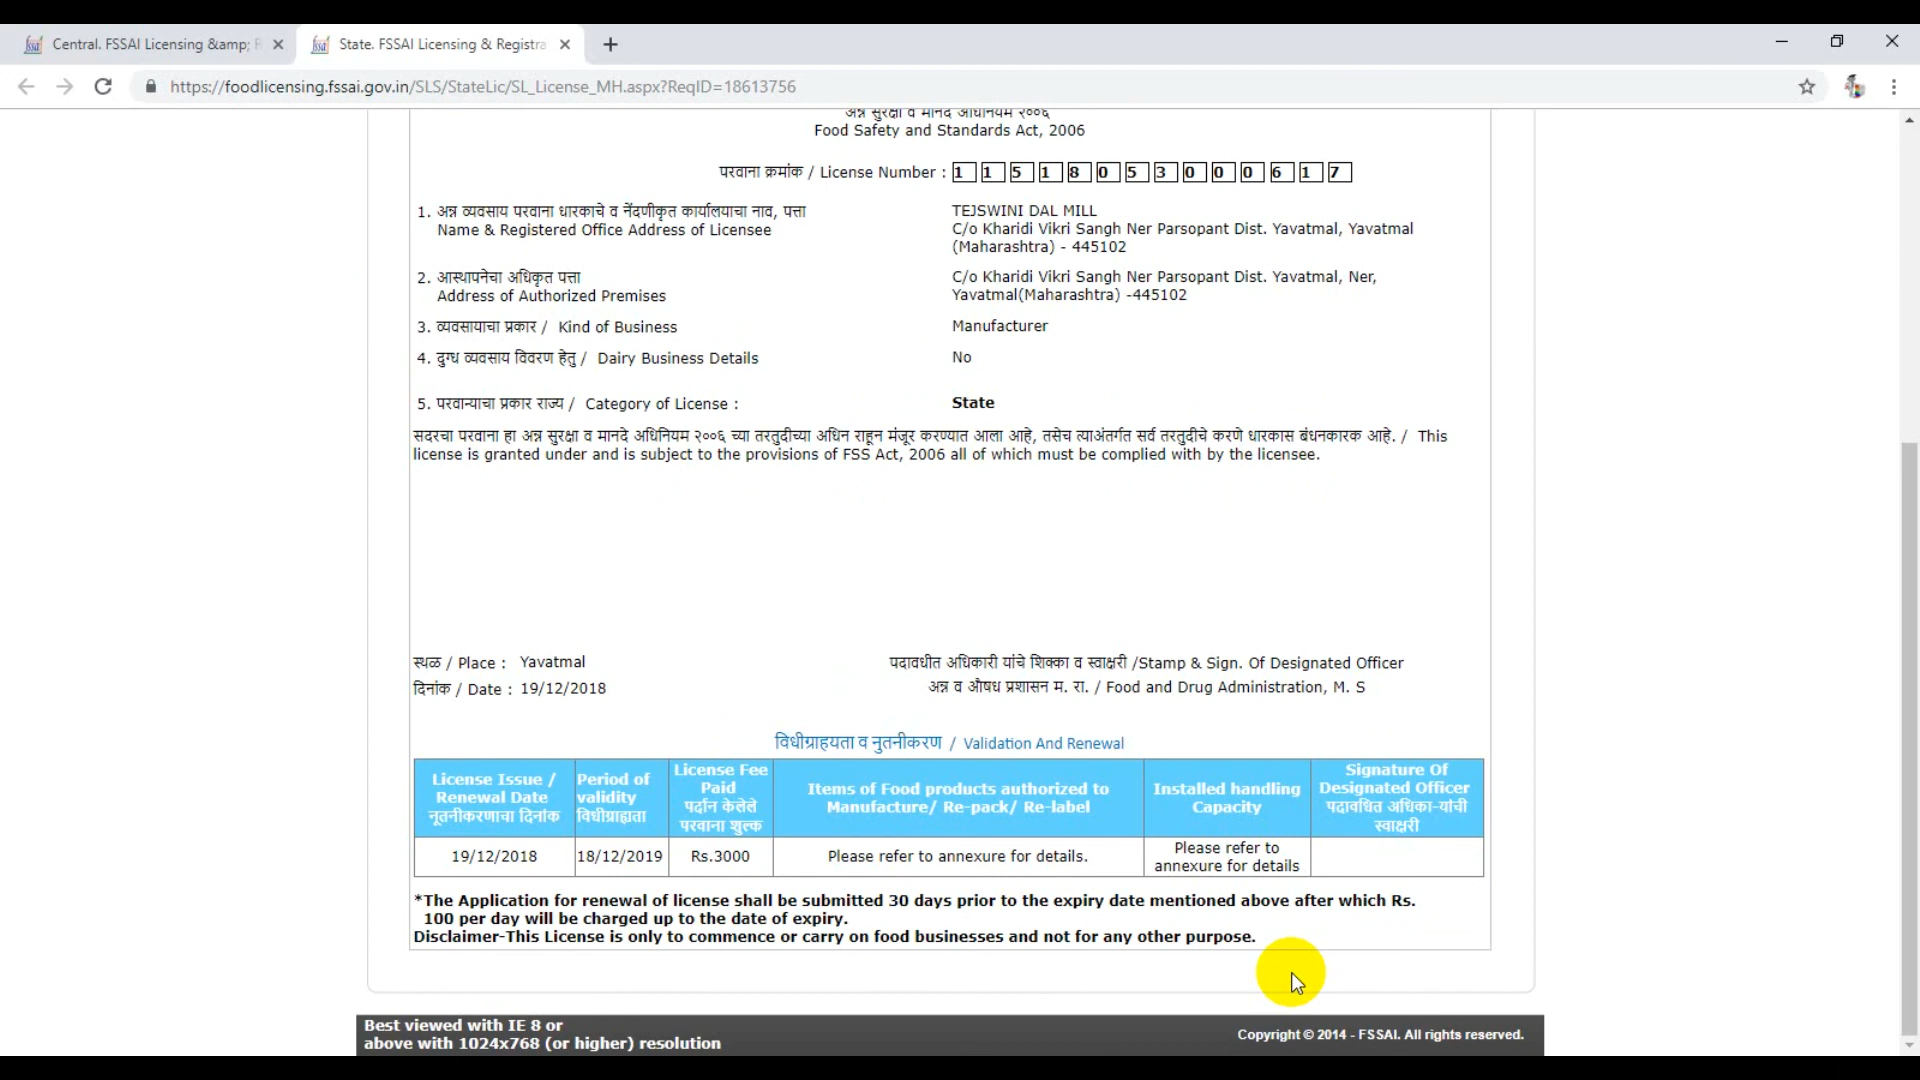 Central. FSSAI Licensing &amp; R
State. FSSAI Licensing & Registra
https://foodlicensing.fssai.gov.in/SLS/StateLic/SL_License_MH.aspx?ReqID=18613756
अन्न सुरक्षा व मानदे अधिनियम २००६
Food Safety and Standards Act, 2006
परवाना क्रमांक / License Number : 1 1 5 1 8 0 5 3 0 0 0 6 1 7
1. अन्न व्यवसाय परवाना धारकाचे व नेंदणीकृत कार्यालयाचा नाव, पत्ता
Name & Registered Office Address of Licensee
TEJSWINI DAL MILL
C/o Kharidi Vikri Sangh Ner Parsopant Dist. Yavatmal, Yavatmal
(Maharashtra) - 445102
2. आस्थापनेचा अधिकृत पत्ता
Address of Authorized Premises
C/o Kharidi Vikri Sangh Ner Parsopant Dist. Yavatmal, Ner,
Yavatmal(Maharashtra) -445102
3. व्यवसायाचा प्रकार / Kind of Business
Manufacturer
4. दुग्ध व्यवसाय विवरण हेतु / Dairy Business Details
No
5. परवान्याचा प्रकार राज्य / Category of License :
State
सदरचा परवाना हा अन्न सुरक्षा व मानदे अधिनियम २००६ च्या तरतुदीच्या अधिन राहून मंजूर करण्यात आला आहे, तसेच त्याअंतर्गत सर्व तरतुदीचे करणे धारकास बंधनकारक आहे. / This
license is granted under and is subject to the provisions of FSS Act, 2006 all of which must be complied with by the licensee.
स्थळ / Place : Yavatmal
दिनांक / Date : 19/12/2018
पदावधीत अधिकारी यांचे शिक्का व स्वाक्षरी /Stamp & Sign. Of Designated Officer
अन्न व औषध प्रशासन म. रा. / Food and Drug Administration, M. S
विधीग्राहयता व नुतनीकरण / Validation And Renewal
License Issue /
Renewal Date
नूतनीकरणाचा दिनांक
Period of
validity
विधीग्राह्यता
License Fee
Paid
पर्दान केलेले
परवाना शुल्क
Items of Food products authorized to
Manufacture/ Re-pack/ Re-label
Installed handling
Capacity
Signature Of
Designated Officer
पदावधित अधिका-यांची
स्वाक्षरी
19/12/2018
18/12/2019
Rs.3000
Please refer to annexure for details.
Please refer to
annexure for details
*The Application for renewal of license shall be submitted 30 days prior to the expiry date mentioned above after which Rs.
100 per day will be charged up to the date of expiry.
Disclaimer-This License is only to commence or carry on food businesses and not for any other purpose.
Best viewed with IE 8 or
above with 1024x768 (or higher) resolution
Copyright © 2014 - FSSAI. All rights reserved.